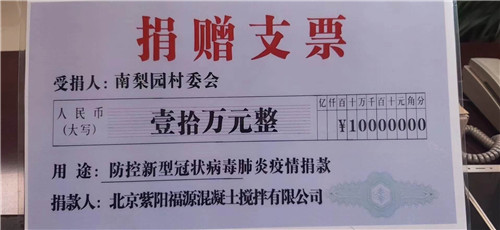 捐赠支票
受捐人：南梨园村委会
人民币
(大写)
壹拾万元整
亿仟百十万千百十元角分
¥10000000
用途：防控新型冠状病毒肺炎疫情捐款
捐款人：北京紫阳福源混凝土搅拌有限公司